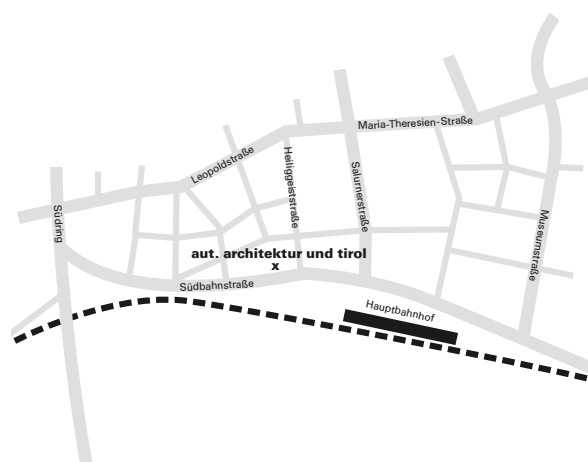 Maria-Theresien-Straße
Leopoldstraße
Heiliggeiststraße
Salurnerstraße
Südring
Museumstraße
aut. architektur und tirol
x
Südbahnstraße
Hauptbahnhof